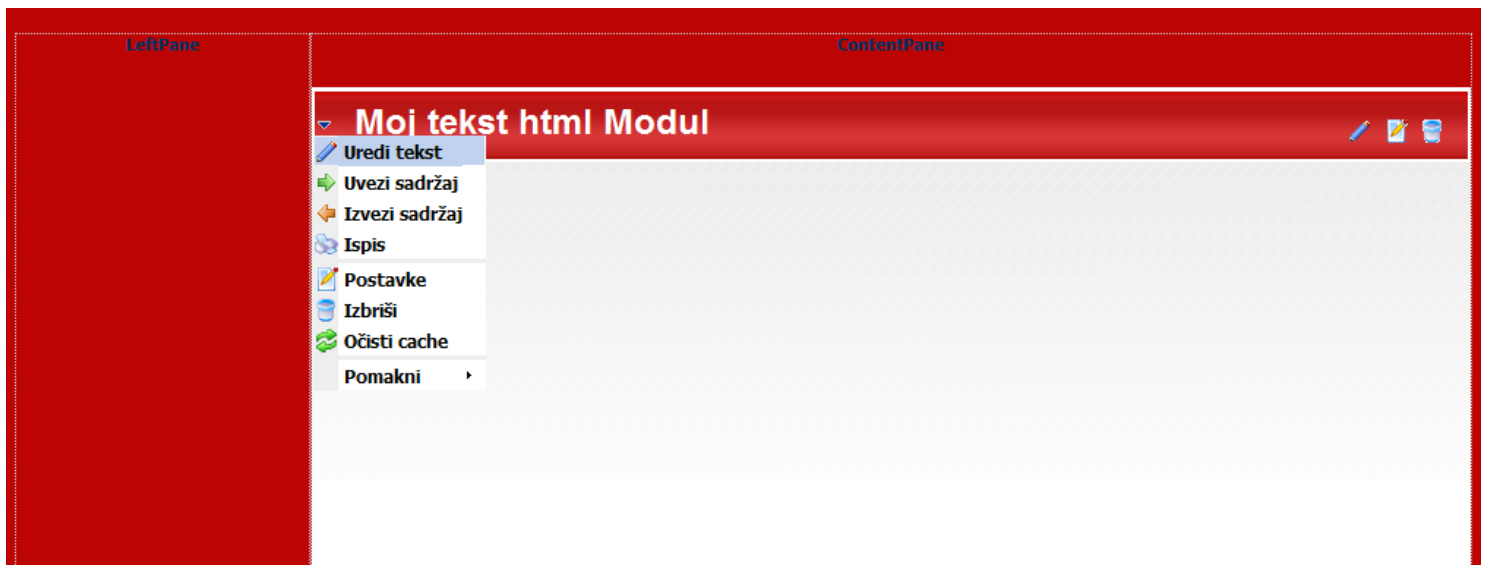 LeftPane
ContentPane
Moj tekst html Modul
Uredi tekst
Uvezi sadržaj
Izvezi sadržaj
Ispis
Postavke
Izbriši
Očisti cache
Pomakni